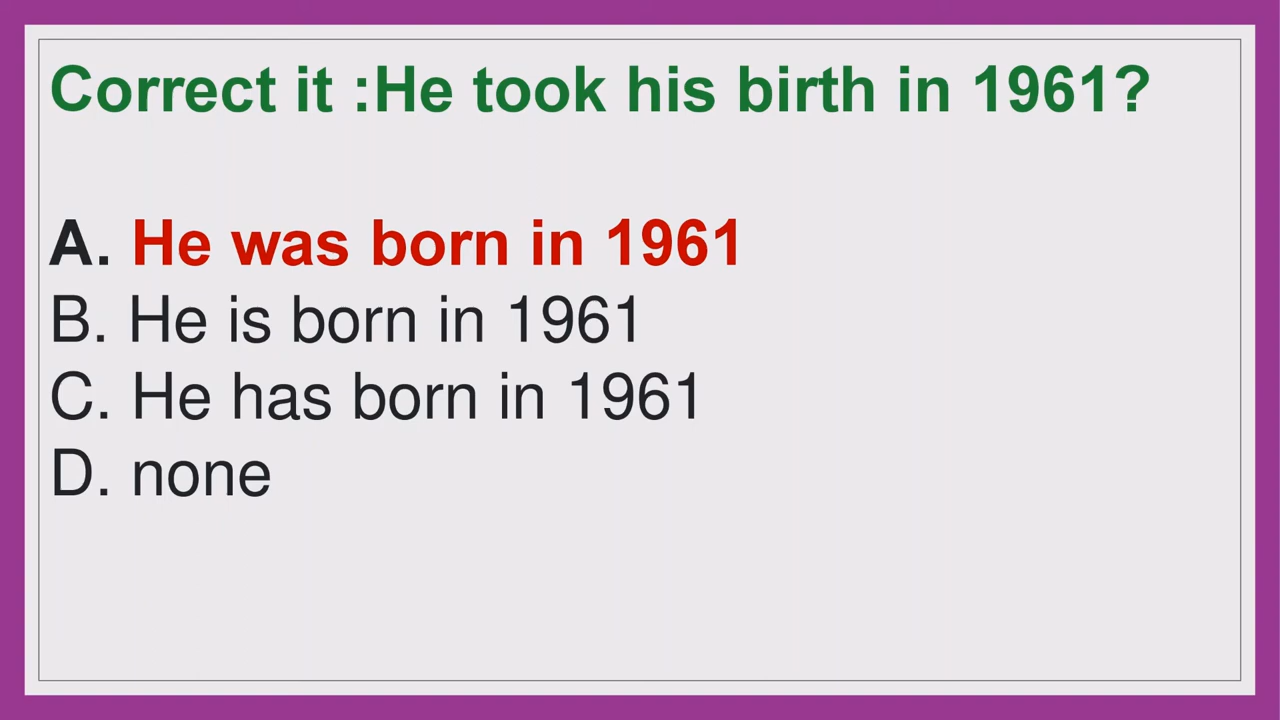 Correct it :He took his birth in 1961?
A. He was born in 1961
B. He is born in 1961
C. He has born in 1961
D. none